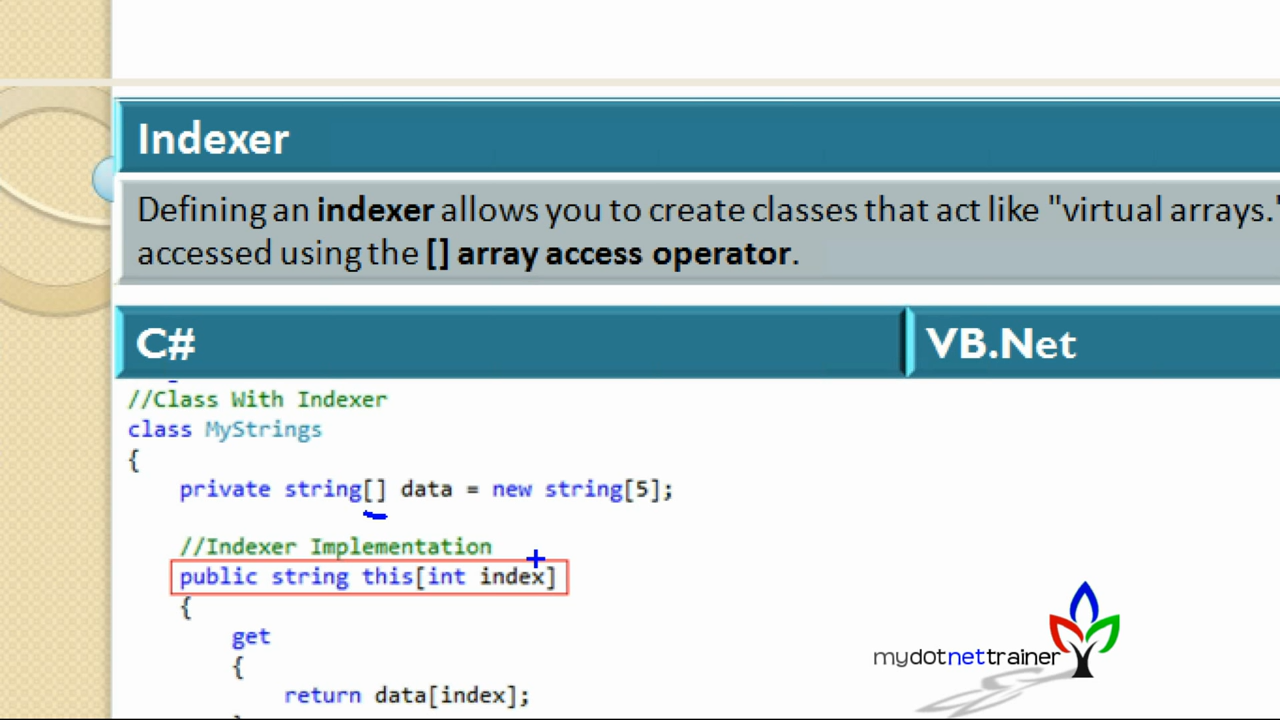 Indexer
Defining an indexer allows you to create classes that act like "virtual arrays."
accessed using the [] array access operator.
C#
VB.Net
//Class With Indexer
class MyStrings
{
private string[] data = new string[5];
//Indexer Implementation
public string this[int index]
{
get
{
return data[index];
mydotnettrainer